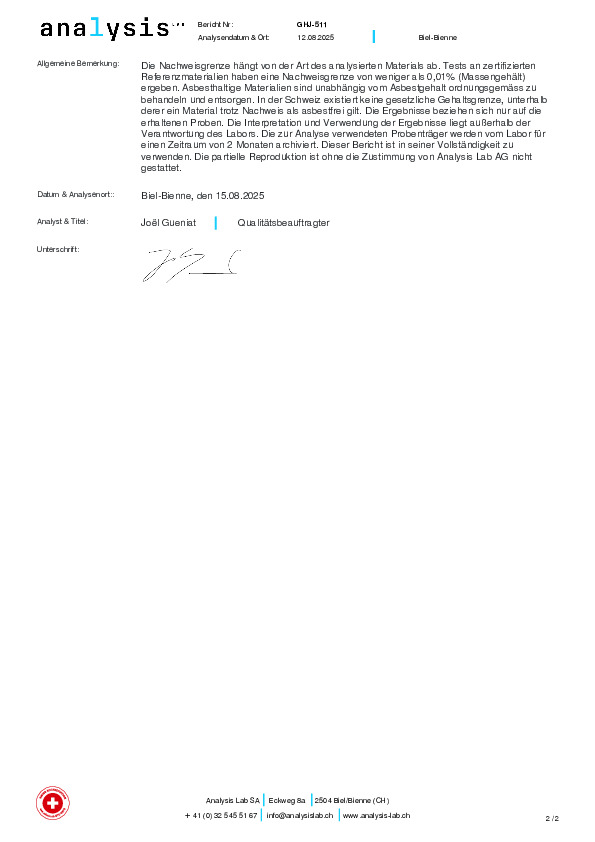 analysis
Bericht Nr: GHJ-511
Analysendatum & Ort: 12.08.2025 Biel-Bienne
Allgemeine Bemerkung:
Die Nachweisgrenze hängt von der Art des analysierten Materials ab. Tests an zertifizierten
Referenzmaterialien haben eine Nachweisgrenze von weniger als 0,01% (Massengehält)
ergeben. Asbesthaltige Materialien sind unabhängig vom Asbestgehalt ordnungsgemäss zu
behandeln und entsorgen. In der Schweiz existiert keine gesetzliche Gehaltsgrenze, unterhalb
derer ein Material trotz Nachweis als asbestfrei gilt. Die Ergebnisse beziehen sich nur auf die
erhaltenen Proben. Die Interpretation und Verwendung der Ergebnisse liegt außerhalb der
Verantwortung des Labors. Die zur Analyse verwendeten Probenträger werden vom Labor für
einen Zeitraum von 2 Monaten archiviert. Dieser Bericht ist in seiner Vollständigkeit zu
verwenden. Die partielle Reproduktion ist ohne die Zustimmung von Analysis Lab AG nicht
gestattet.
Datum & Analysenort:: Biel-Bienne, den 15.08.2025
Analyst & Titel: Joël Gueniat Qualitätsbeauftragter
Unterschrift:
Analysis Lab SA Eckweg 8a 2504 Biel/Bienne (CH)
+ 41 (0) 32 545 51 67 info@analysislab.ch www.analysis-lab.ch
2 / 2